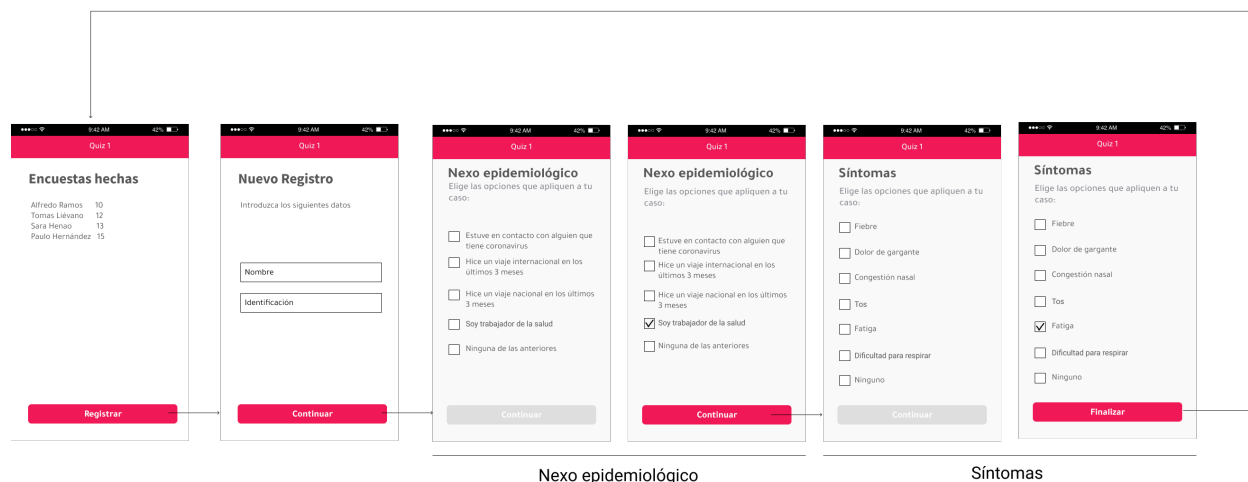 9:42 AM 42%
Quiz 1
Encuestas hechas
Alfredo Ramos 10
Tomas Liévano 12
Sara Henao 13
Paulo Hernández 15
Registrar
9:42 AM 42%
Quiz 1
Nuevo Registro
Introduzca los siguientes datos
Nombre
Identificación
Continuar
9:42 AM 42%
Quiz 1
Nexo epidemiológico
Elige las opciones que apliquen a tu
caso:
Estuve en contacto con alguien que
tiene coronavirus
Hice un viaje internacional en los
últimos 3 meses
Hice un viaje nacional en los últimos
3 meses
Soy trabajador de la salud
Ninguna de las anteriores
Continuar
9:42 AM 42%
Quiz 1
Nexo epidemiológico
Elige las opciones que apliquen a tu
caso:
Estuve en contacto con alguien que
tiene coronavirus
Hice un viaje internacional en los
últimos 3 meses
Hice un viaje nacional en los últimos
3 meses
Soy trabajador de la salud
Ninguna de las anteriores
Continuar
Nexo epidemiológico
9:42 AM 42%
Quiz 1
Síntomas
Elige las opciones que apliquen a tu
caso:
Fiebre
Dolor de gargante
Congestión nasal
Tos
Fatiga
Dificultad para respirar
Ninguno
Continuar
9:42 AM 42%
Quiz 1
Síntomas
Elige las opciones que apliquen a tu
caso:
Fiebre
Dolor de gargante
Congestión nasal
Tos
Fatiga
Dificultad para respirar
Ninguno
Finalizar
Síntomas